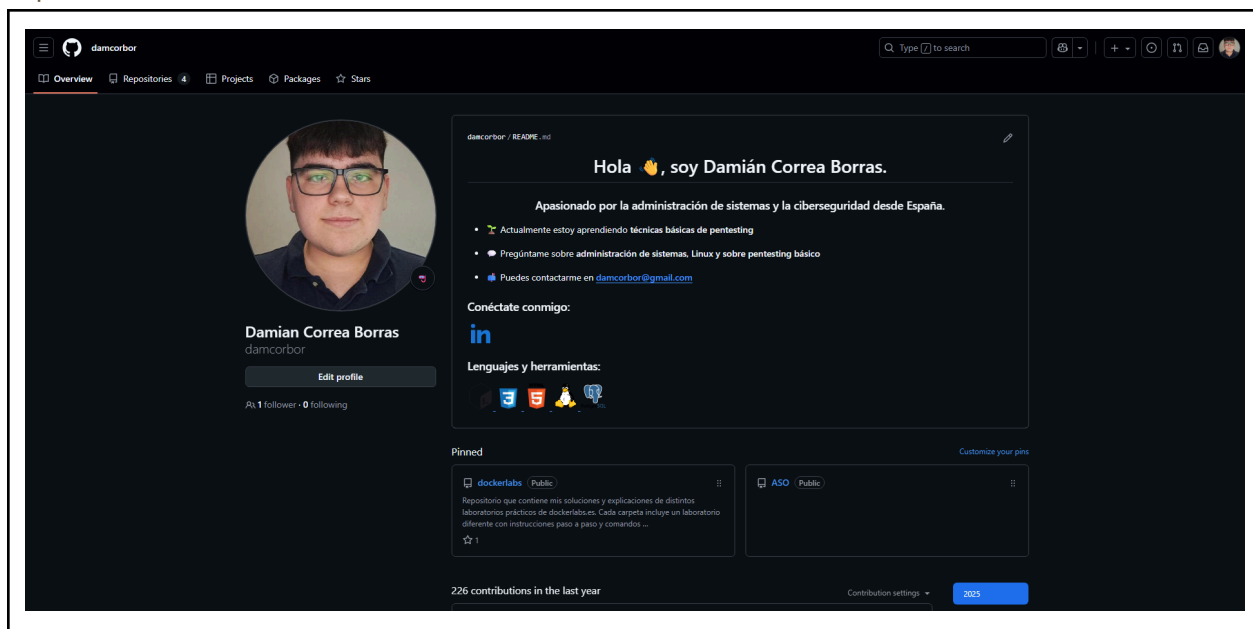 damcorbor
Type / to search
Overview
Repositories 4
Projects
Packages
Stars
damcorbor / README.md
Hola 👋, soy Damián Correa Borras.
Apasionado por la administración de sistemas y la ciberseguridad desde España.
Actualmente estoy aprendiendo técnicas básicas de pentesting
Pregúntame sobre administración de sistemas, Linux y sobre pentesting básico
Puedes contactarme en damcorbor@gmail.com
Conéctate conmigo:
in
Lenguajes y herramientas:
Damian Correa Borras
damcorbor
Edit profile
1 follower · 0 following
Pinned
Customize your pins
dockerlabs Public
Repositorio que contiene mis soluciones y explicaciones de distintos
laboratorios prácticos de dockerlabs.es. Cada carpeta incluye un laboratorio
diferente con instrucciones paso a paso y comandos ...
1
ASO Public
226 contributions in the last year
Contribution settings
2025